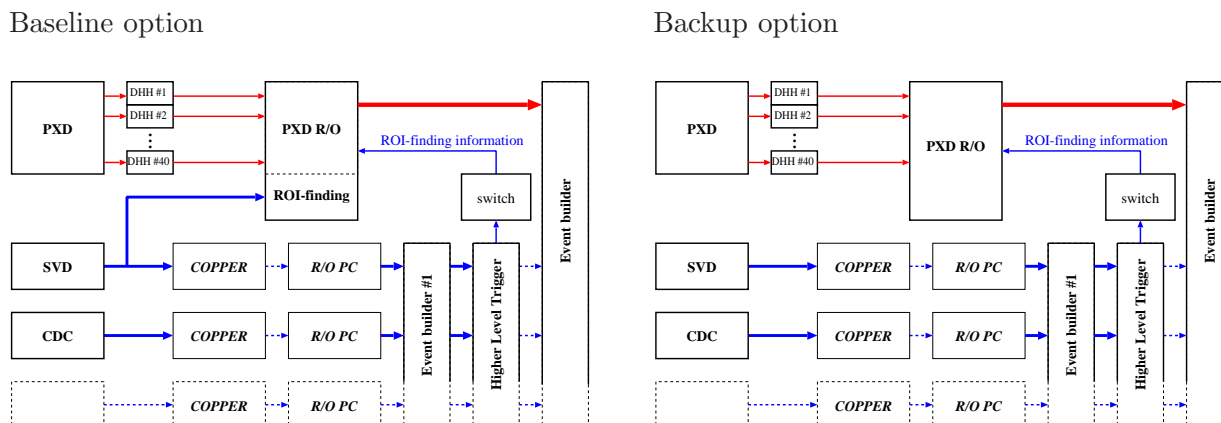 Baseline option
DHH #1
DHH #2
PXD
DHH #40
PXD R/O
ROI-finding
ROI-finding information
switch
Event builder
SVD
COPPER
R/O PC
Event builder #1
Higher Level Trigger
CDC
COPPER
R/O PC
COPPER
R/O PC
Backup option
DHH #1
DHH #2
PXD
DHH #40
PXD R/O
ROI-finding information
switch
Event builder
SVD
COPPER
R/O PC
Event builder #1
Higher Level Trigger
CDC
COPPER
R/O PC
COPPER
R/O PC